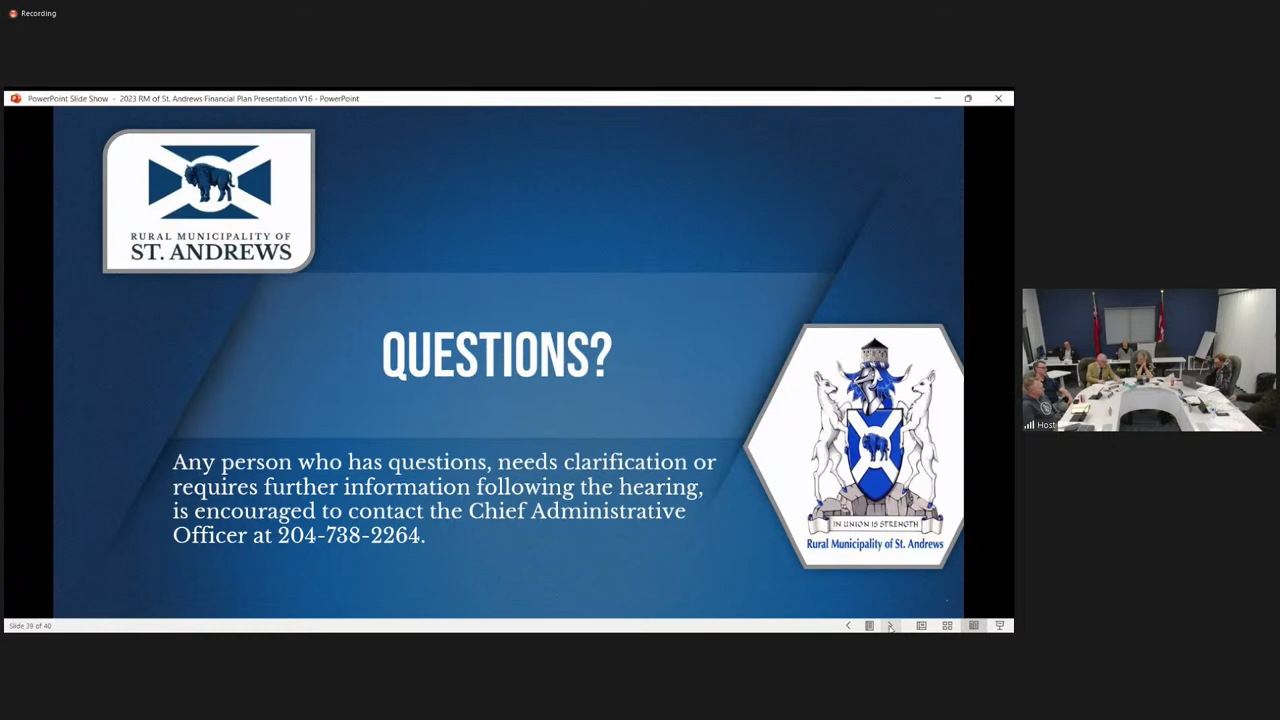 Recording
PowerPoint Slide Show - 2023 RM of St. Andrews Financial Plan Presentation V16 - PowerPoint
RURAL MUNICIPALITY OF
ST. ANDREWS
QUESTIONS?
Any person who has questions, needs clarification or
requires further information following the hearing,
is encouraged to contact the Chief Administrative
Officer at 204-738-2264.
IN UNION IS STRENGTH
Rural Municipality of St. Andrews
Host
Slide 39 of 40